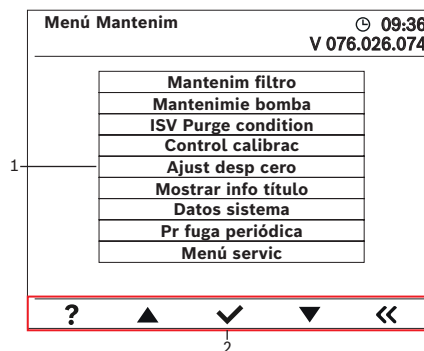 Menú Mantenim
09:36
V 076.026.074
Mantenim filtro
Mantenimie bomba
ISV Purge condition
Control calibrac
Ajust desp cero
Mostrar info título
Datos sistema
Pr fuga periódica
Menú servic
1
?
2